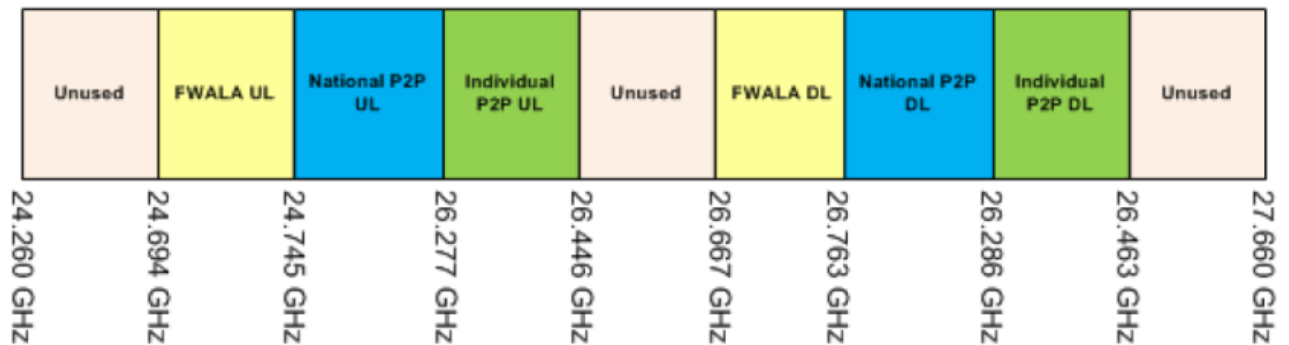 Unused
FWALA UL
National P2P
UL
Individual
P2P UL
Unused
FWALA DL
National P2P
DL
Individual
P2P DL
Unused
24.260 GHz
24.694 GHz
24.745 GHz
26.277 GHz
26.446 GHz
26.667 GHz
26.763 GHz
26.286 GHz
26.463 GHz
27.660 GHz